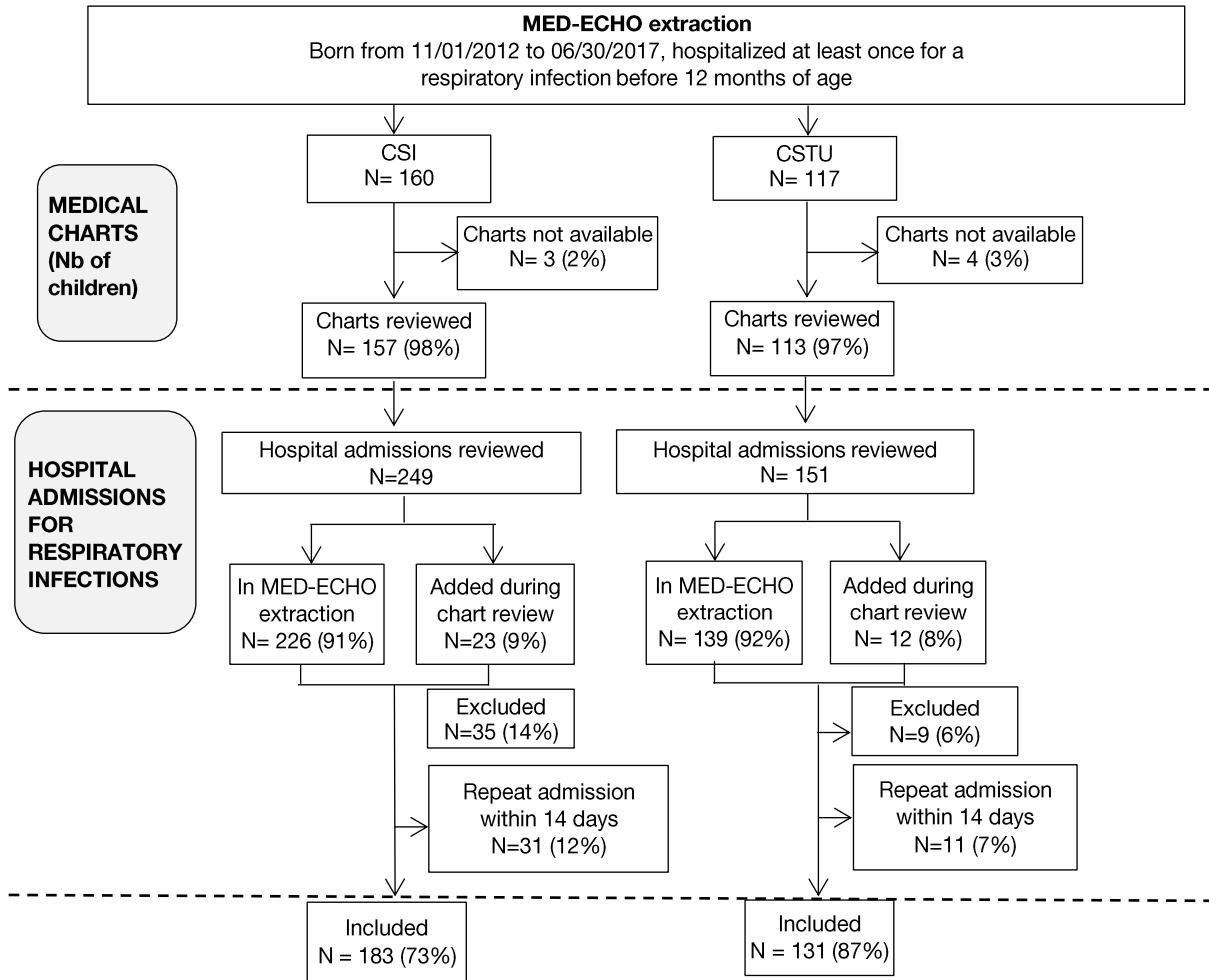 MED-ECHO extraction
Born from 11/01/2012 to 06/30/2017, hospitalized at least once for a
respiratory infection before 12 months of age
CSI
N= 160
CSTU
N= 117
MEDICAL
CHARTS
(Nb of
children)
Charts not available
N= 3 (2%)
Charts not available
N= 4 (3%)
Charts reviewed
N= 157 (98%)
Charts reviewed
N= 113 (97%)
HOSPITAL
ADMISSIONS
FOR
RESPIRATORY
INFECTIONS
Hospital admissions reviewed
N=249
Hospital admissions reviewed
N= 151
In MED-ECHO
extraction
N= 226 (91%)
Added during
chart review
N=23 (9%)
In MED-ECHO
extraction
N= 139 (92%)
Added during
chart review
N= 12 (8%)
Excluded
N=35 (14%)
Excluded
N=9 (6%)
Repeat admission
within 14 days
N=31 (12%)
Repeat admission
within 14 days
N=11 (7%)
Included
N = 183 (73%)
Included
N = 131 (87%)